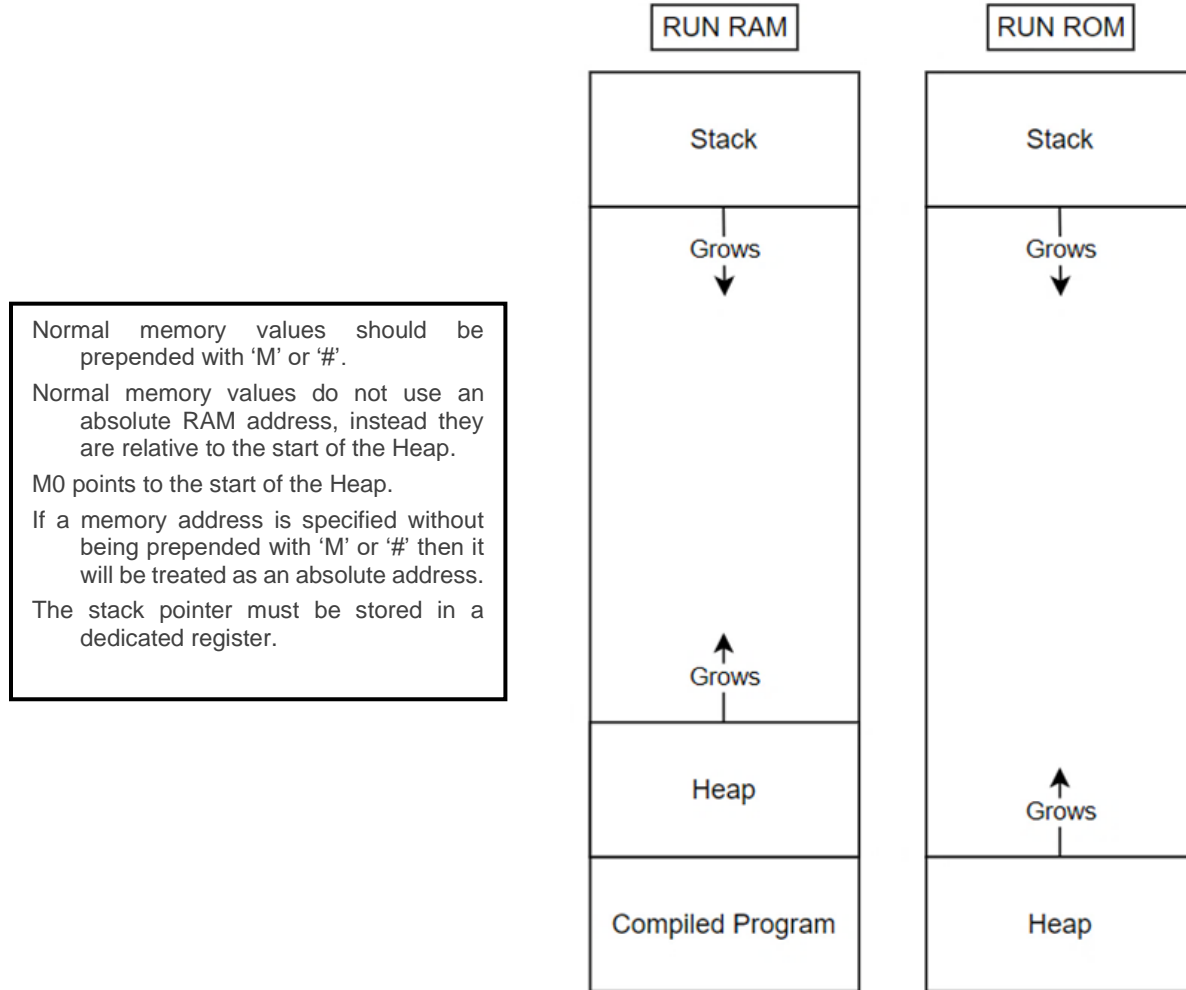 RUN RAM
RUN ROM
Stack
Stack
Grows
Grows
Normal memory values should be
prepended with ‘M’ or ‘#’.
Normal memory values do not use an
absolute RAM address, instead they
are relative to the start of the Heap.
M0 points to the start of the Heap.
If a memory address is specified without
being prepended with ‘M’ or ‘#’ then it
will be treated as an absolute address.
The stack pointer must be stored in a
dedicated register.
Grows
Heap
Grows
Compiled Program
Heap